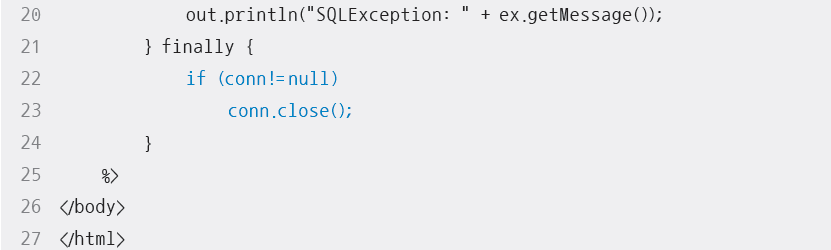 20 out.println("SQLException: " + ex.getMessage());
21 } finally {
22 if (conn!=null)
23 conn.close();
24 }
25 %>
26 </body>
27 </html>